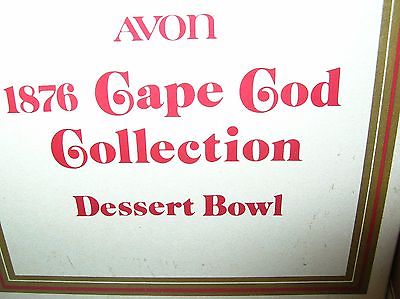 AVON
1876 Cape Cod
Collection
Dessert Bowl